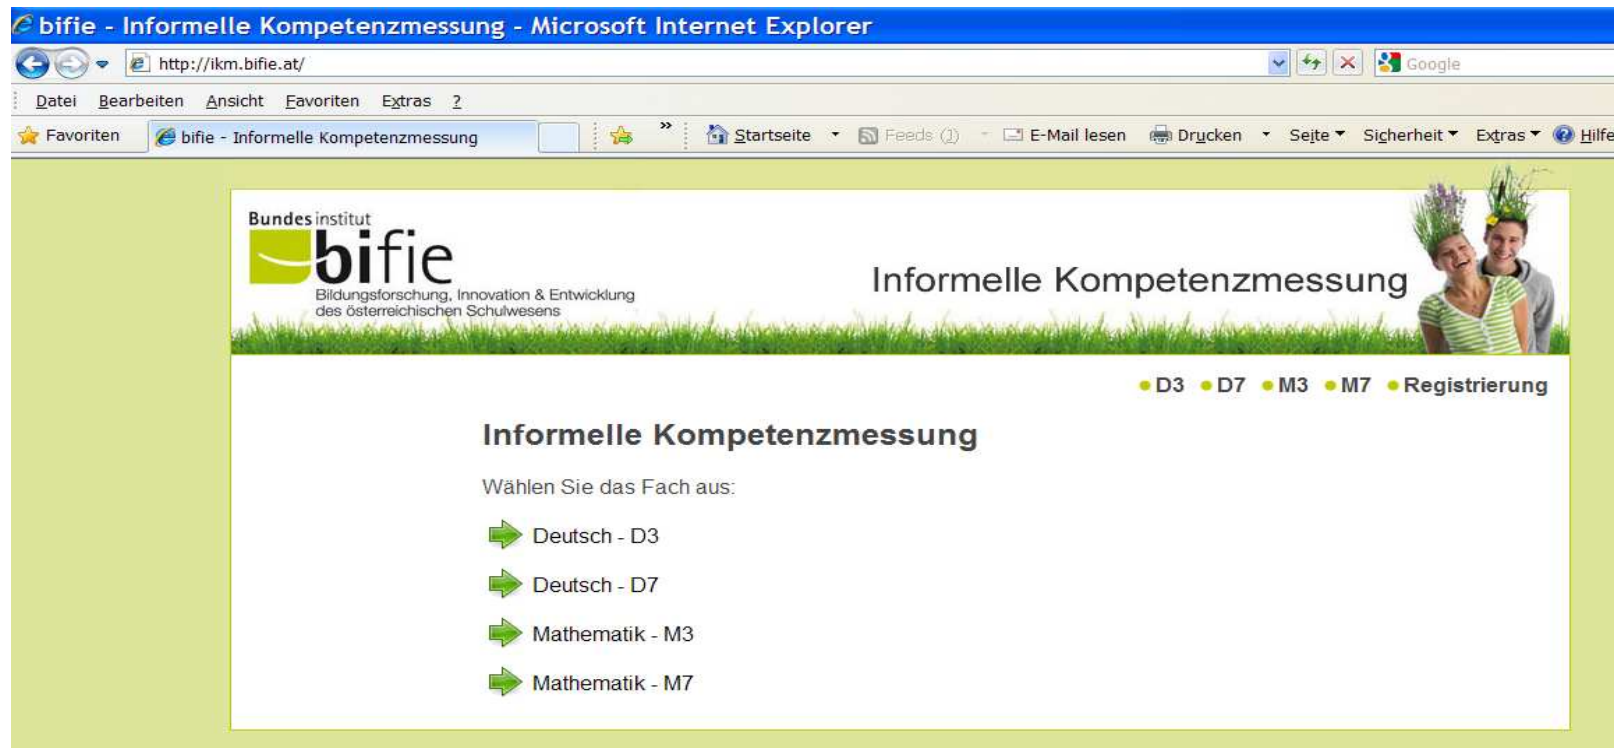 bifie - Informelle Kompetenzmessung - Microsoft Internet Explorer
http://ikm.bifie.at/ Google
Datei Bearbeiten Ansicht Favoriten Extras ?
Favoriten bifie - Informelle Kompetenzmessung » Startseite Feeds (J) E-Mail lesen Drucken Seite Sicherheit Extras Hilfe
Bundesinstitut
bifie
Bildungsforschung, Innovation & Entwicklung
des österreichischen Schulwesens
Informelle Kompetenzmessung
D3 D7 M3 M7 Registrierung
Informelle Kompetenzmessung
Wählen Sie das Fach aus:
Deutsch - D3
Deutsch - D7
Mathematik - M3
Mathematik - M7